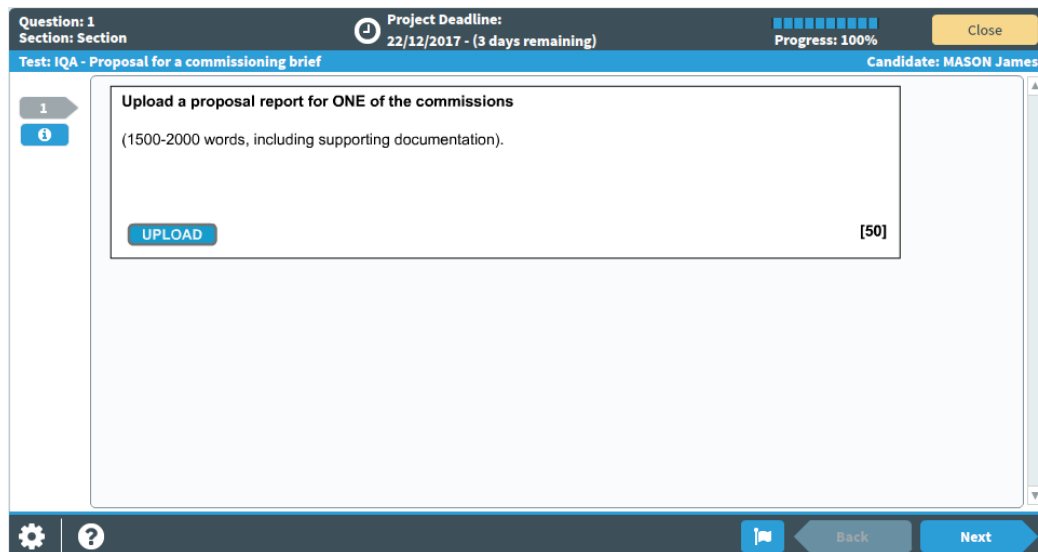 Question: 1
Section: Section
Project Deadline:
22/12/2017 - (3 days remaining)
Progress: 100%
Close
Test: IQA - Proposal for a commissioning brief
Candidate: MASON James
1
Upload a proposal report for ONE of the commissions
(1500-2000 words, including supporting documentation).
UPLOAD
[50]
Back
Next